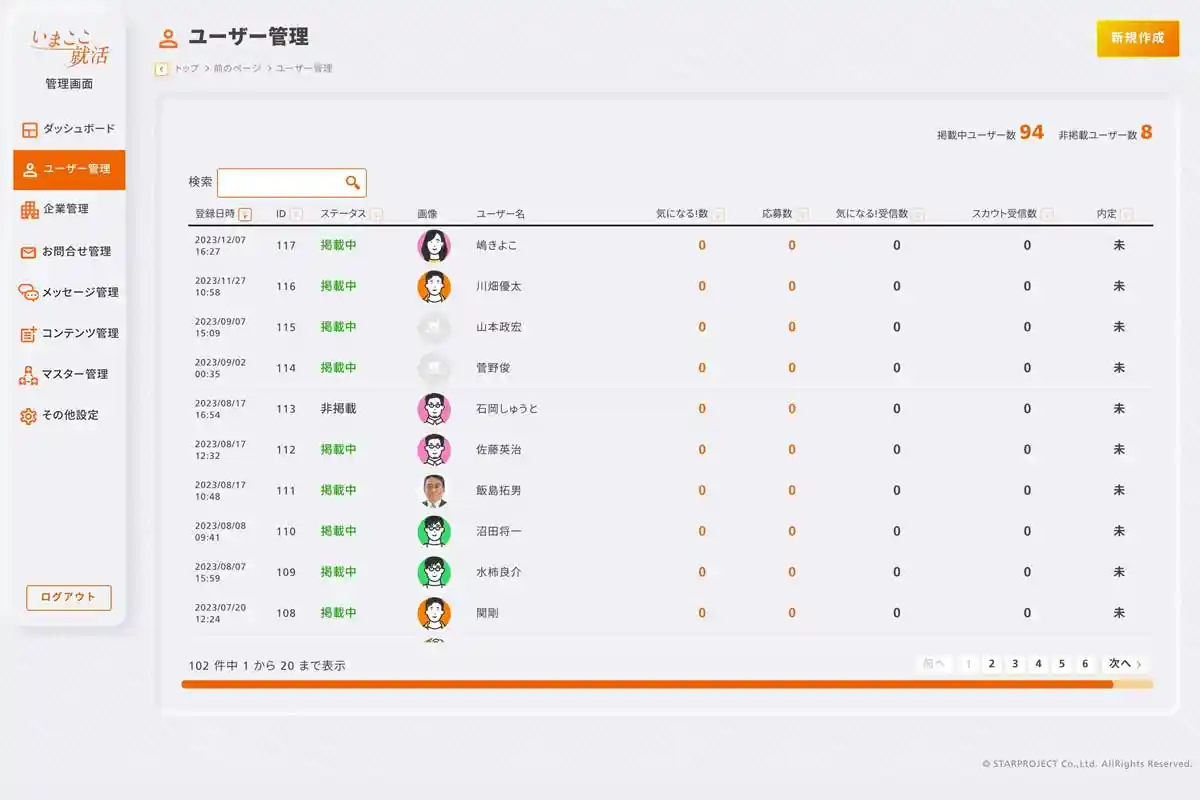 いまここ
就活
管理画面
ダッシュボード
ユーザー管理
企業管理
お問合せ管理
メッセージ管理
コンテンツ管理
マスター管理
その他設定
ログアウト
ユーザー管理
トップ > 前のページ > ユーザー管理
新規作成
掲載中ユーザー数 94 非掲載ユーザー数 8
検索
登録日時 ID ステータス 画像 ユーザー名 気になる!数 応募数 気になる!受信数 スカウト受信数 内定
2023/12/07 16:27 117 掲載中 嶋きよこ 0 0 0 0 未
2023/11/27 10:58 116 掲載中 川畑優太 0 0 0 0 未
2023/09/07 15:09 115 掲載中 山本政宏 0 0 0 0 未
2023/09/02 00:35 114 掲載中 菅野俊 0 0 0 0 未
2023/08/17 16:54 113 非掲載 石岡しゅうと 0 0 0 0 未
2023/08/17 12:32 112 掲載中 佐藤英治 0 0 0 0 未
2023/08/17 10:48 111 掲載中 飯島拓男 0 0 0 0 未
2023/08/08 09:41 110 掲載中 沼田将一 0 0 0 0 未
2023/08/07 15:59 109 掲載中 水柿良介 0 0 0 0 未
2023/07/20 12:24 108 掲載中 関剛 0 0 0 0 未
102 件中 1 から 20 まで表示
前へ 1 2 3 4 5 6 次へ >
© STARPROJECT Co.,Ltd. AllRights Reserved.